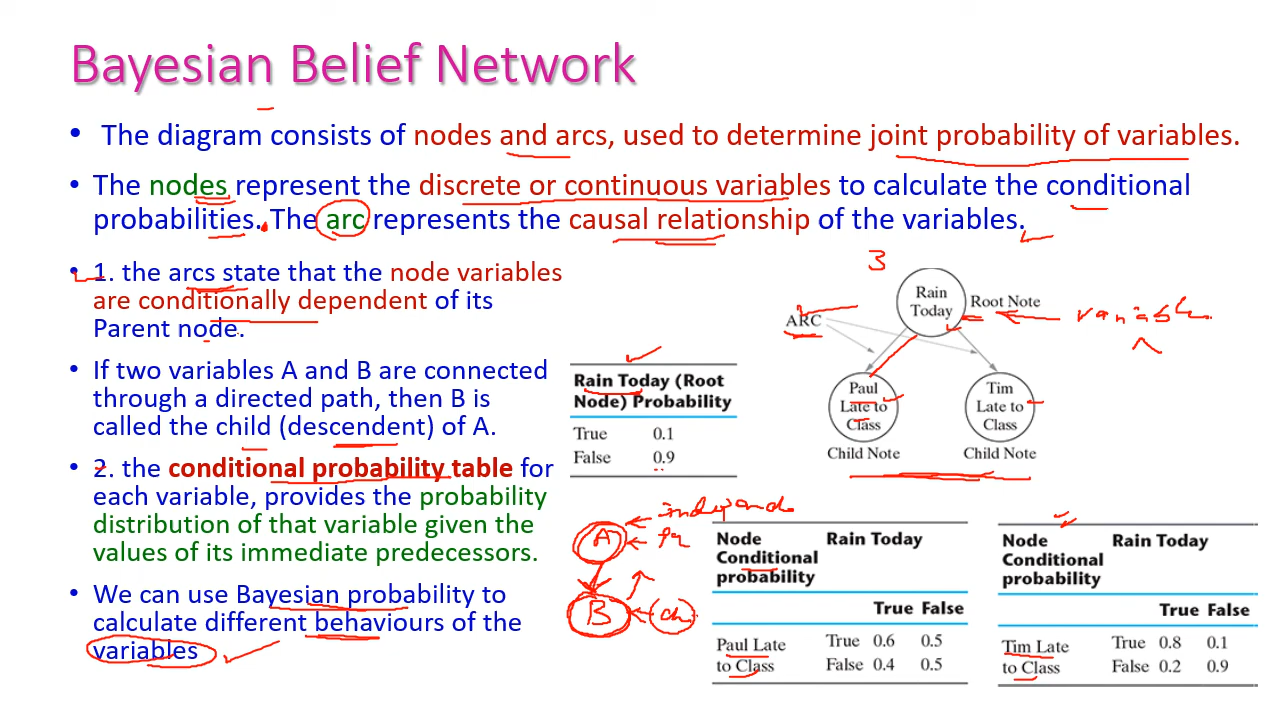 Bayesian Belief Network
• The diagram consists of nodes and arcs, used to determine joint probability of variables.
• The nodes represent the discrete or continuous variables to calculate the conditional
probabilities. The arc represents the causal relationship of the variables.
• 1. the arcs state that the node variables
are conditionally dependent of its
Parent node.
• If two variables A and B are connected
through a directed path, then B is
called the child (descendent) of A.
• 2. the conditional probability table for
each variable, provides the probability
distribution of that variable given the
values of its immediate predecessors.
• We can use Bayesian probability to
calculate different behaviours of the
variables
3
Rain
Today
Root Note
ARC
Paul
Late to
Class
Tim
Late to
Class
Child Note
Child Note
Rain Today (Root
Node) Probability
True 0.1
False 0.9
A
B
Node
Conditional
probability
Rain Today
True False
Paul Late
to Class
True 0.6 0.5
False 0.4 0.5
Node
Conditional
probability
Rain Today
True False
Tim Late
to Class
True 0.8 0.1
False 0.2 0.9